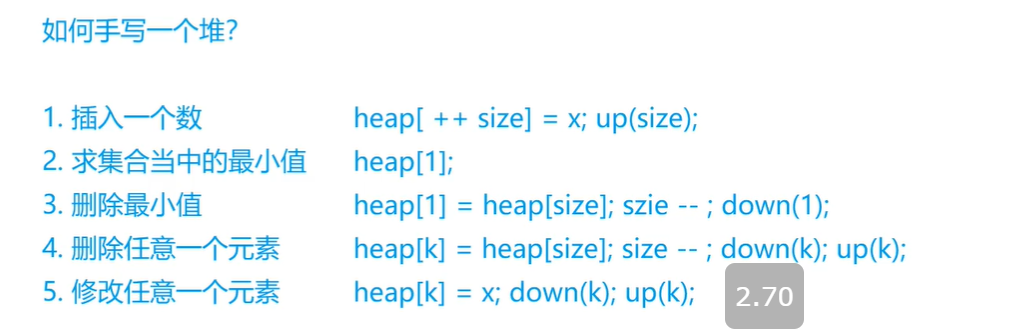 如何手写一个堆?
1. 插入一个数 heap[ ++ size] = x; up(size);
2. 求集合当中的最小值 heap[1];
3. 删除最小值 heap[1] = heap[size]; szie -- ; down(1);
4. 删除任意一个元素 heap[k] = heap[size]; size -- ; down(k); up(k);
5. 修改任意一个元素 heap[k] = x; down(k); up(k);
2.70